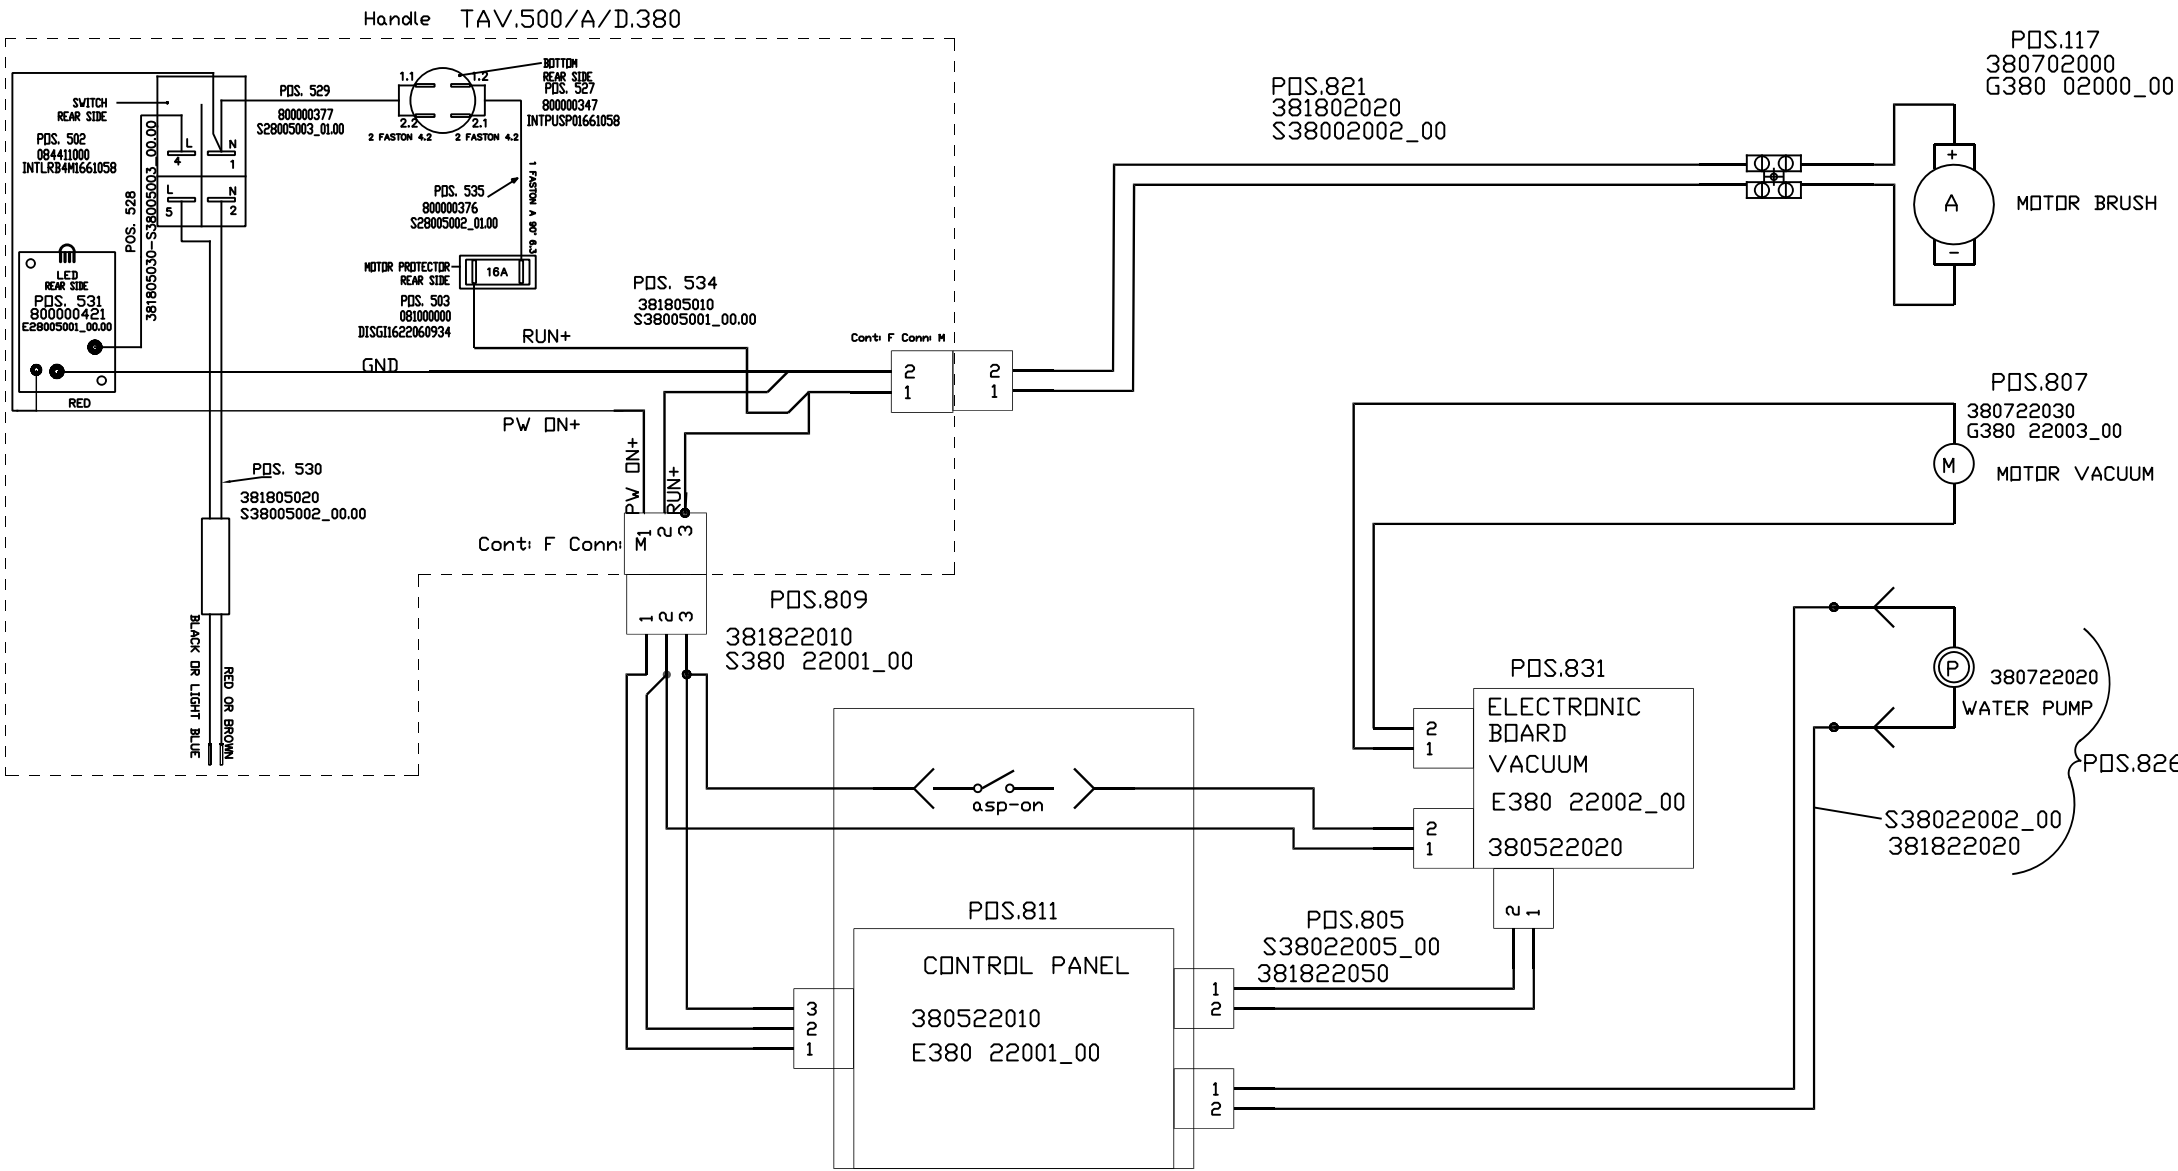 Handle TAV.500/A/D.380
SWITCH
REAR SIDE
POS. 502
084411000
INTLRB4M1661058
L
4
N
1
L
5
N
2
POS. 529
800000377
S28005003_01.00
1.1
1.2
2.2
2.1
2 FASTON 4.2
2 FASTON 4.2
BOTTOM
REAR SIDE
POS. 527
800000347
INTPUSP01661058
POS. 528
381805030-S38005003_00.00
POS. 535
800000376
S28005002_01.00
1 FASTON A 90° 6.3
MOTOR PROTECTOR
REAR SIDE
16A
POS. 503
081000000
DISGI1622060934
LED
REAR SIDE
POS. 531
800000421
E28005001_00.00
RED
GND
RUN+
PW ON+
POS. 534
381805010
S38005001_00.00
Cont: F Conn: M
2
1
2
1
PW ON+
RUN+
1
2
3
Cont: F Conn: M
1
2
3
POS. 530
381805020
S38005002_00.00
BLACK OR LIGHT BLUE
RED OR BROWN
POS.809
381822010
S380 22001_00
POS.821
381802020
S38002002_00
POS.117
380702000
G380 02000_00
+
A
-
MOTOR BRUSH
POS.807
380722030
G380 22003_00
M
MOTOR VACUUM
P
380722020
WATER PUMP
POS.826
S38022002_00
381822020
POS.831
ELECTRONIC
BOARD
VACUUM
E380 22002_00
380522020
2
1
2
1
2
1
asp-on
POS.811
CONTROL PANEL
380522010
E380 22001_00
3
2
1
1
2
1
2
POS.805
S38022005_00
381822050